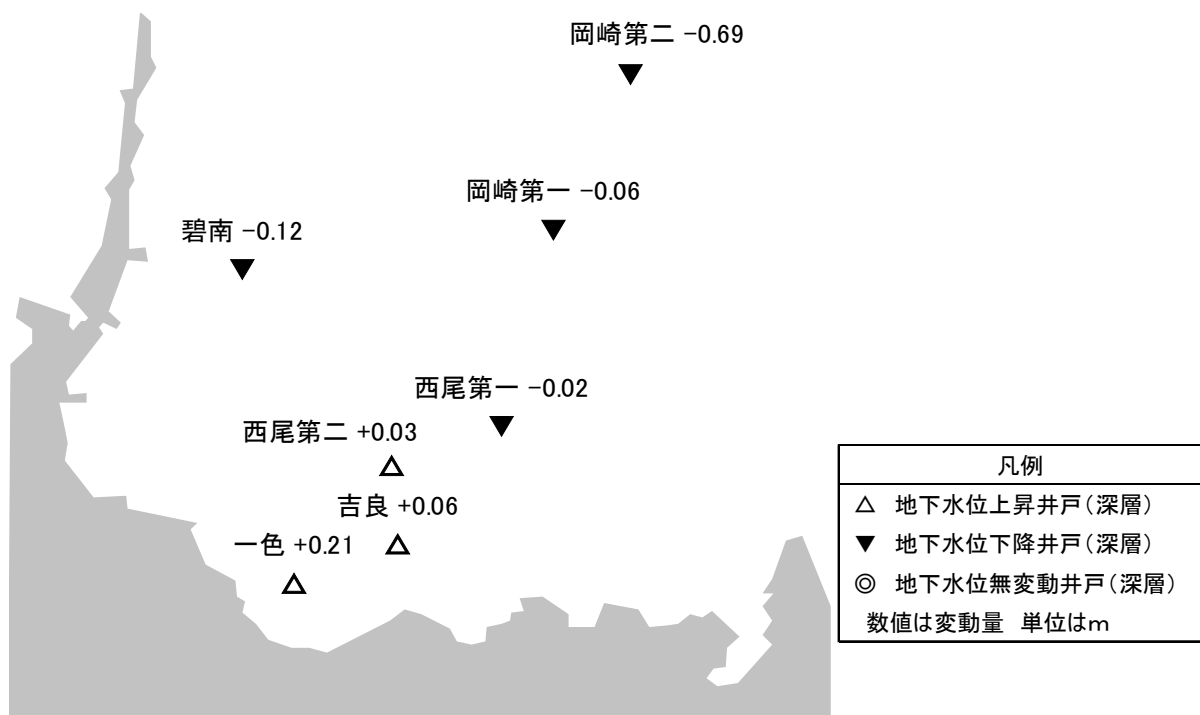 岡崎第二 −0.69
岡崎第一 −0.06
碧南 −0.12
西尾第一 −0.02
西尾第二 +0.03
吉良 +0.06
一色 +0.21
凡例
△ 地下水位上昇井戸(深層)
▼ 地下水位下降井戸(深層)
◎ 地下水位無変動井戸(深層)
数値は変動量 単位はm